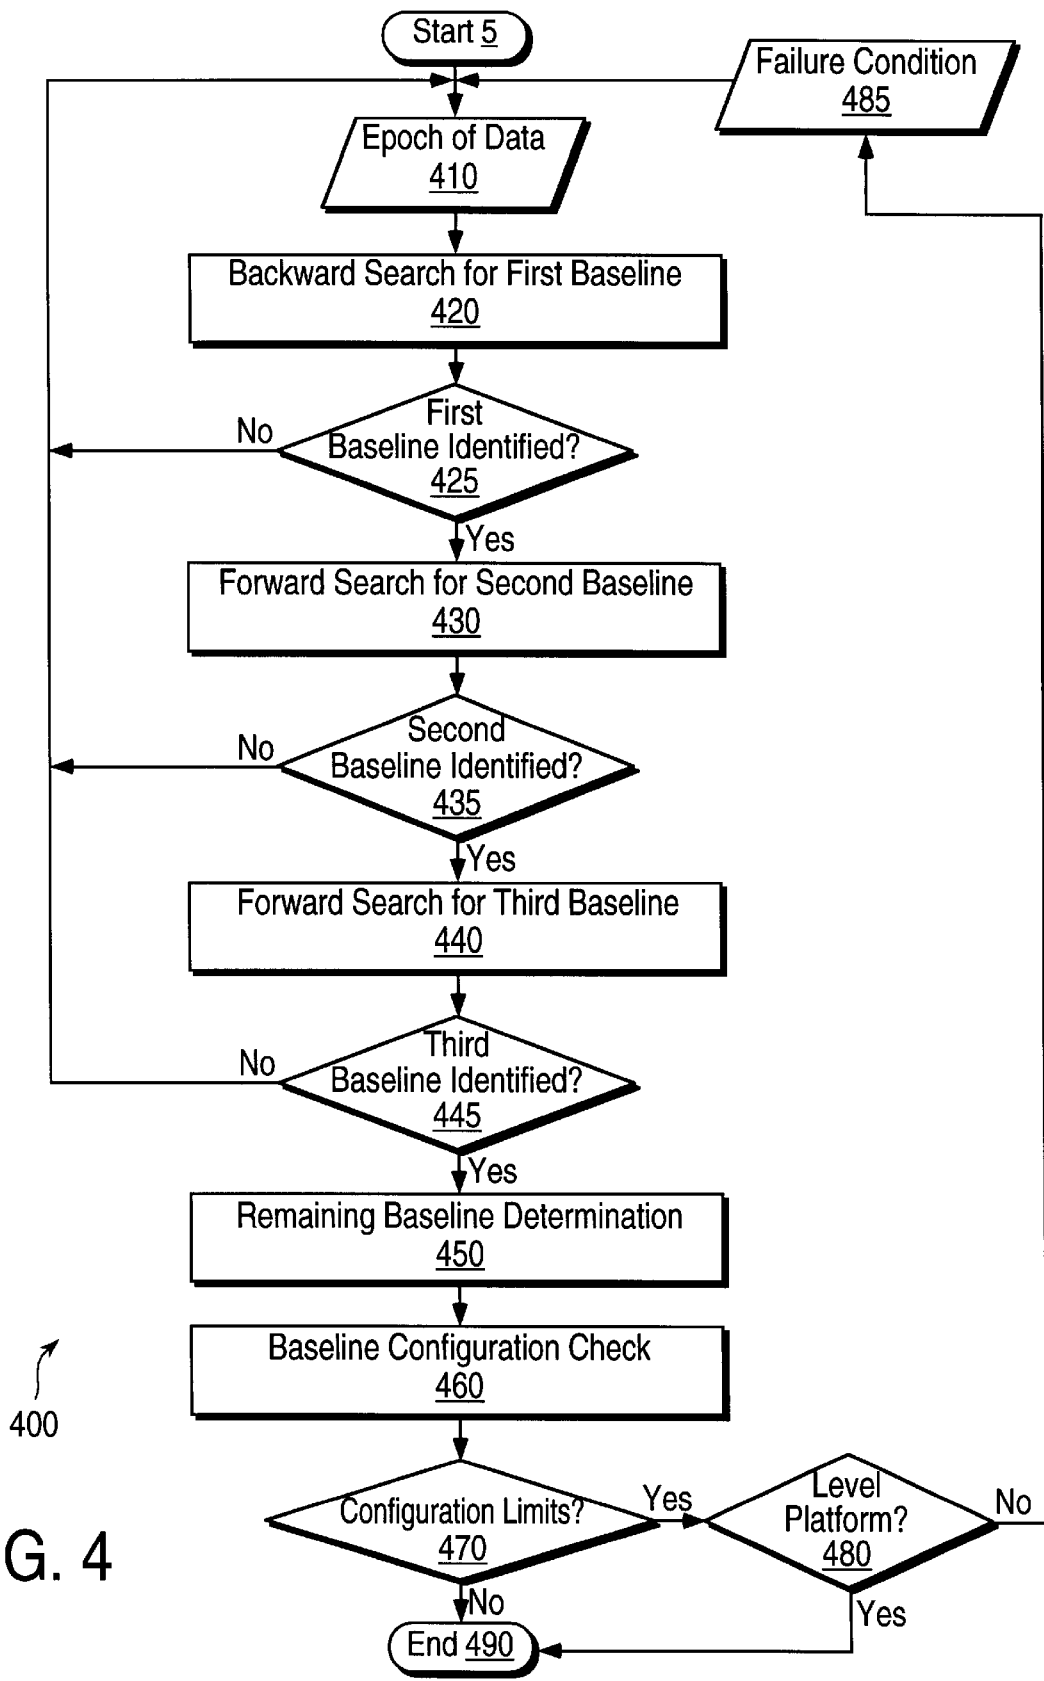 Start 5
Failure Condition
485
Epoch of Data
410
Backward Search for First Baseline
420
First
Baseline Identified?
425
No
Yes
Forward Search for Second Baseline
430
Second
Baseline Identified?
435
No
Yes
Forward Search for Third Baseline
440
Third
Baseline Identified?
445
No
Yes
Remaining Baseline Determination
450
Baseline Configuration Check
460
400
Configuration Limits?
470
Yes
No
Level
Platform?
480
No
Yes
G. 4
End 490